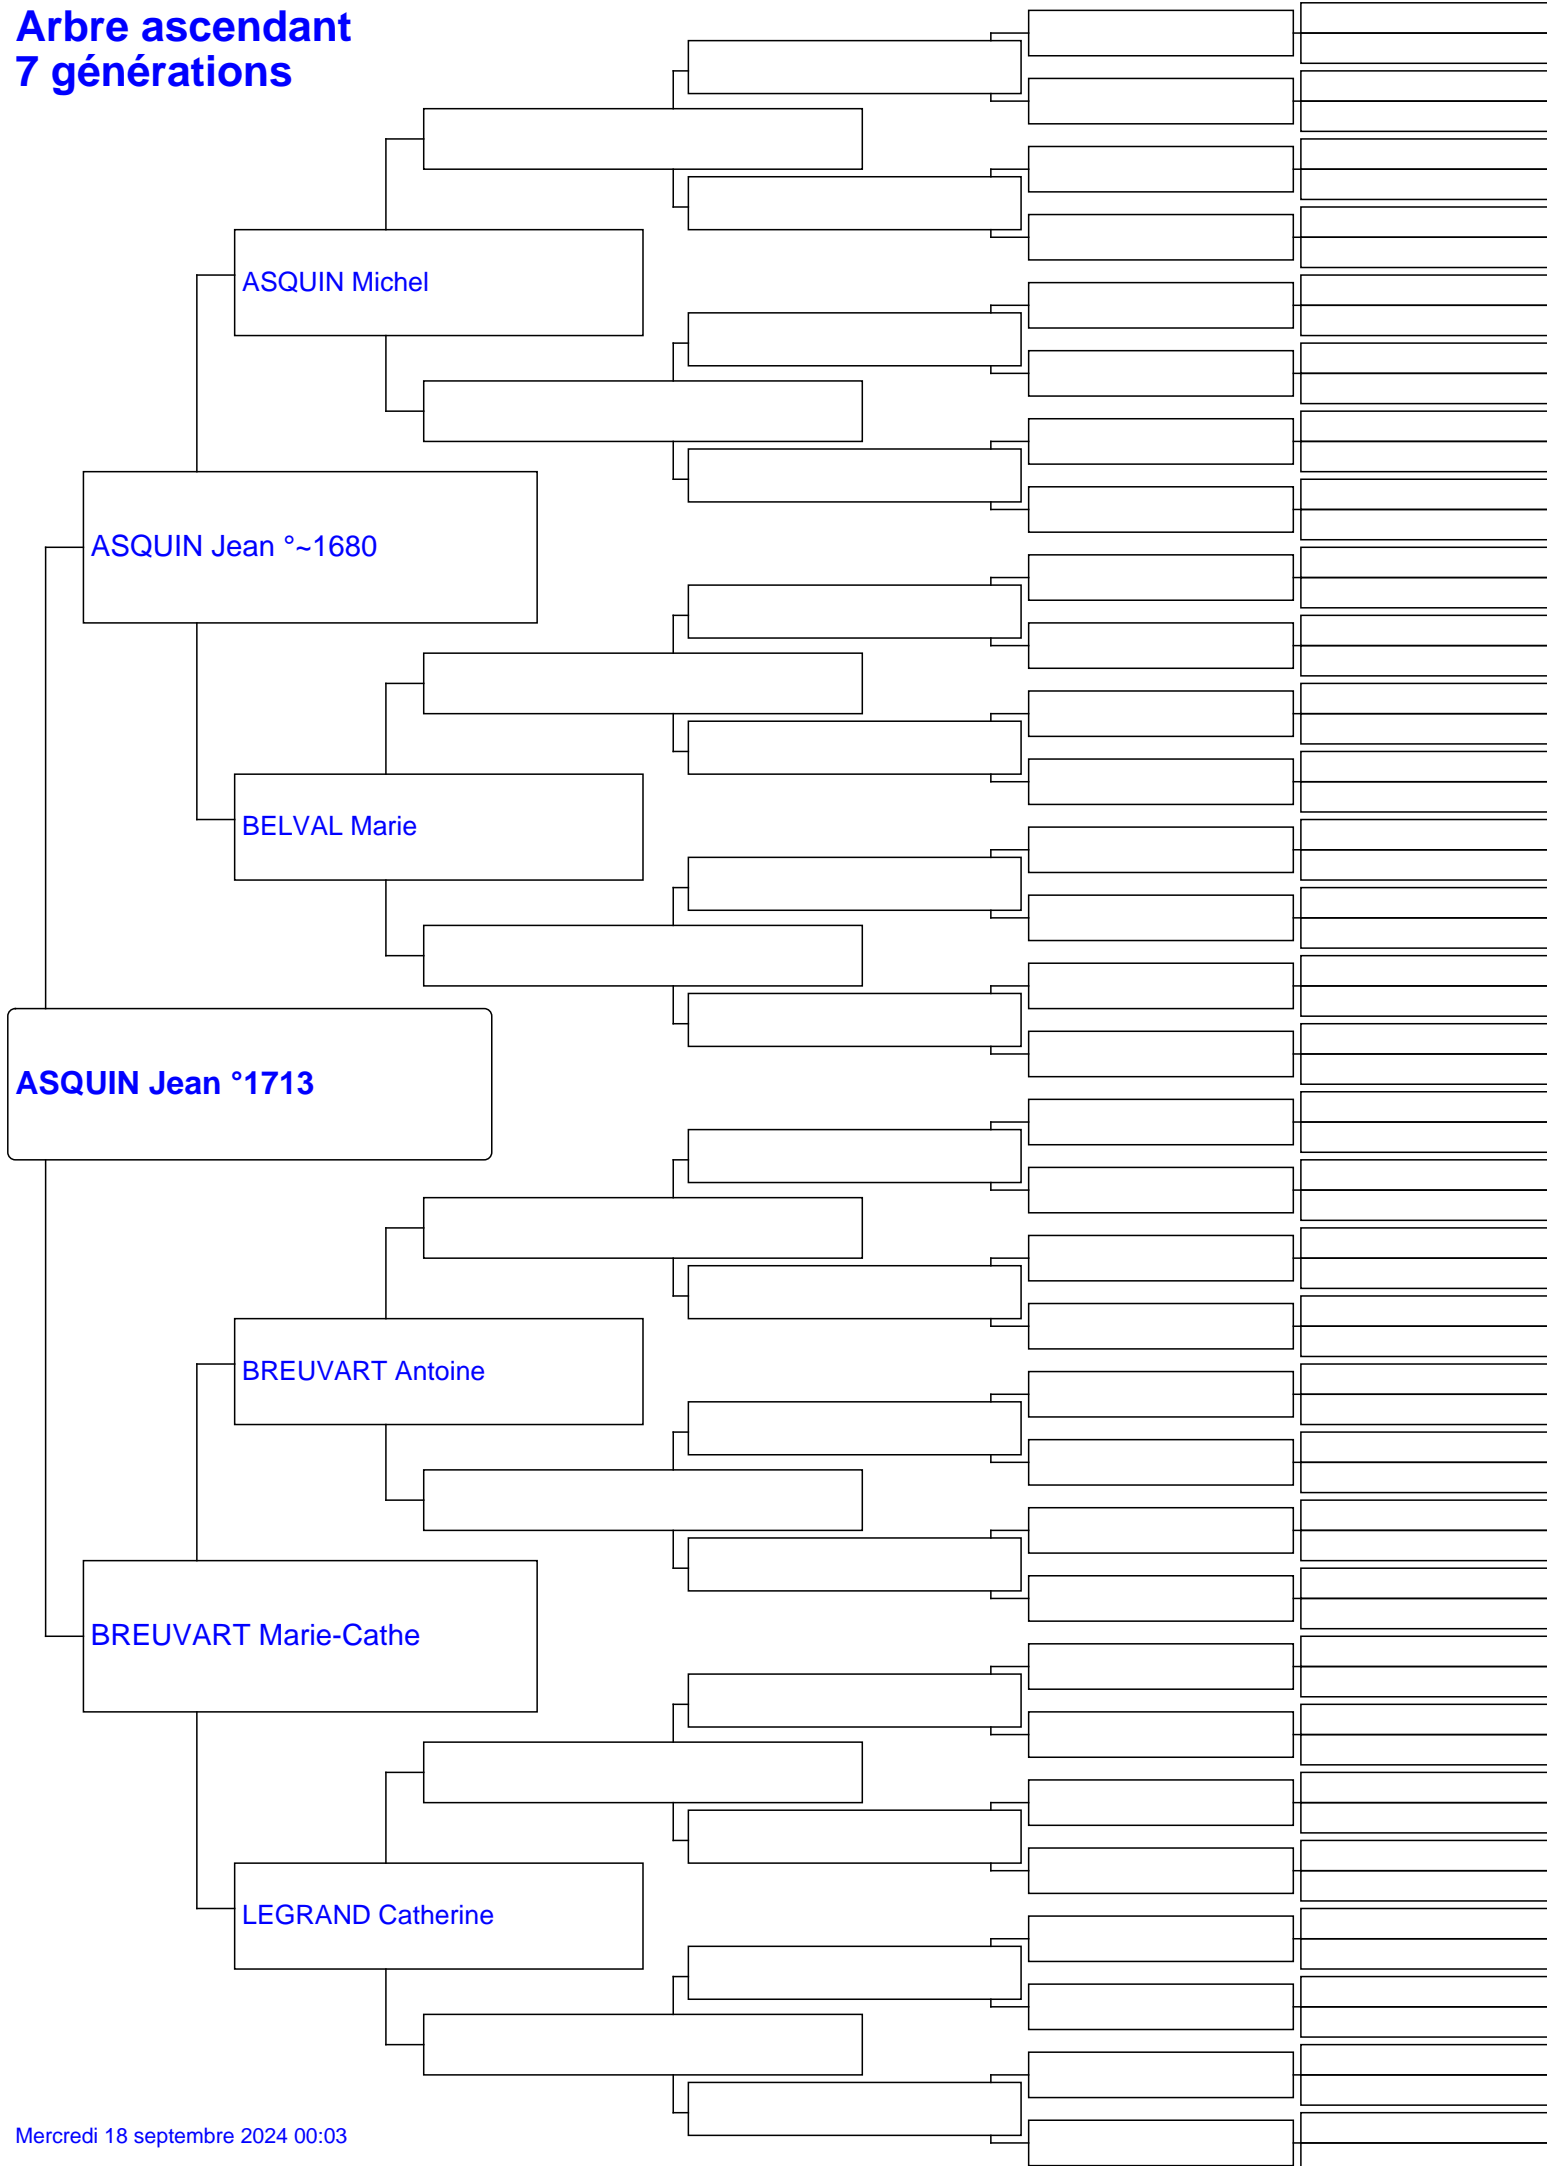 Arbre ascendant
7 générations
ASQUIN Michel
ASQUIN Jean °~1680
BELVAL Marie
ASQUIN Jean °1713
BREUVART Antoine
BREUVART Marie-Cathe
LEGRAND Catherine
Mercredi 18 septembre 2024 00:03